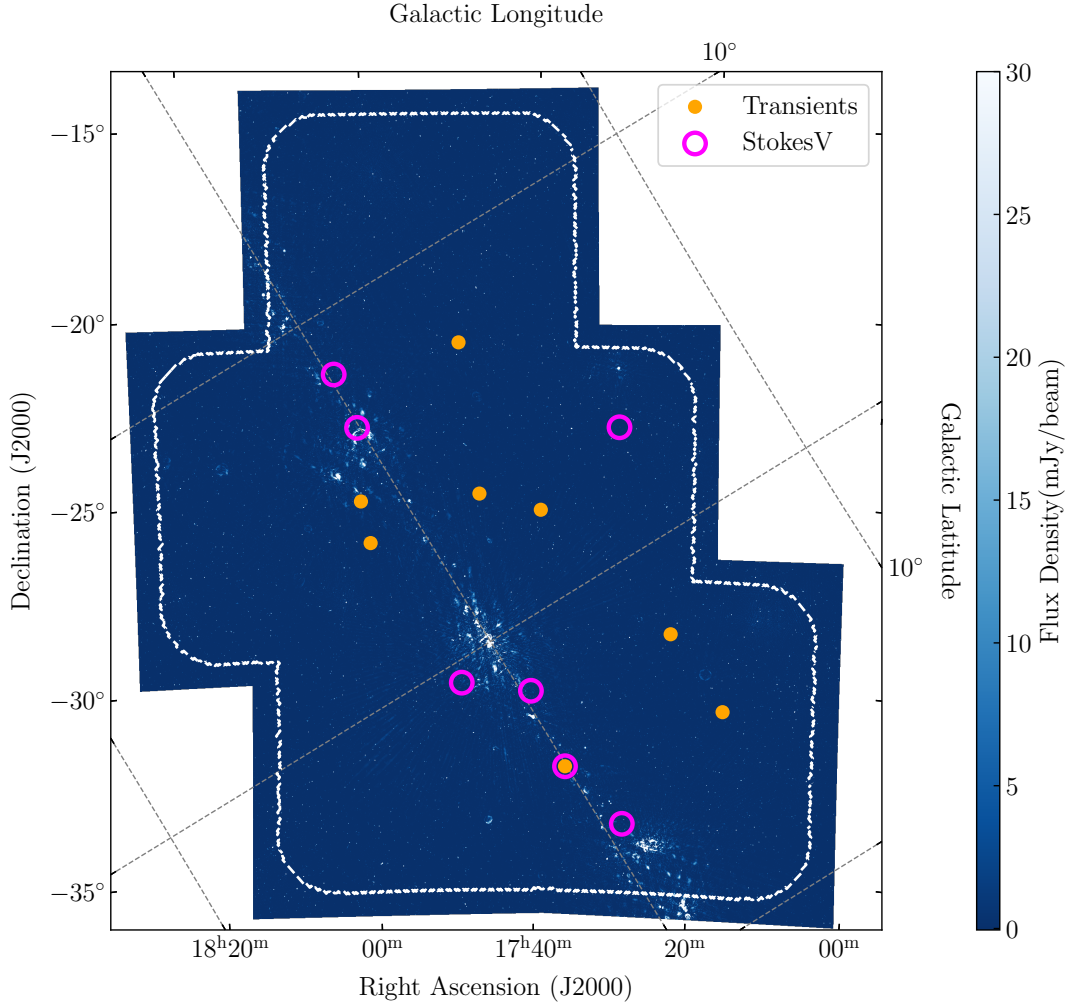 Galactic Longitude
10°
Transients
StokesV
−15°
−20°
−25°
−30°
−35°
Declination (J2000)
18ʰ20ᵐ
00ᵐ
17ʰ40ᵐ
20ᵐ
00ᵐ
Right Ascension (J2000)
10°
Galactic Latitude
30
25
20
15
10
5
0
Flux Density(mJy/beam)